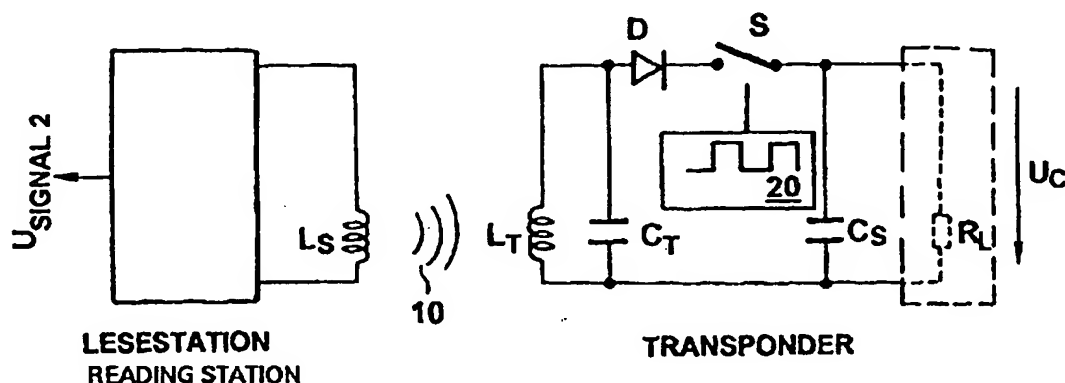 U_SIGNAL 2
L_S
10
L_T
C_T
D
S
20
C_S
R_L
U_C
LESESTATION
READING STATION
TRANSPONDER